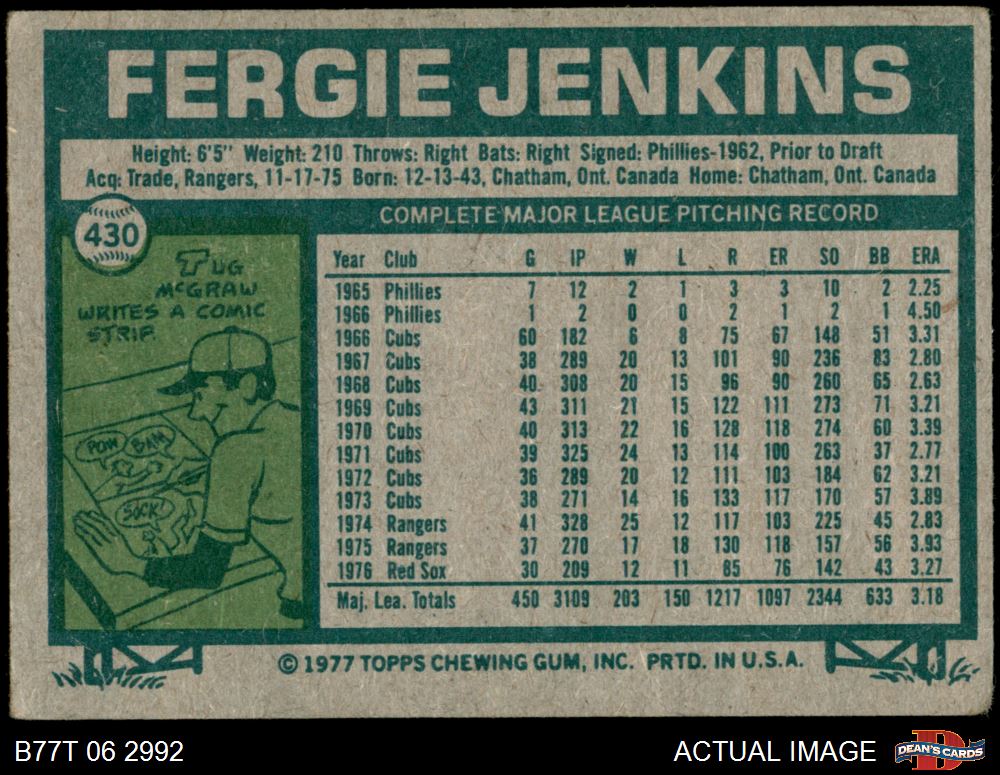 FERGIE JENKINS
Height: 6'5" Weight: 210 Throws: Right Bats: Right Signed: Phillies-1962, Prior to Draft
Acq: Trade, Rangers, 11-17-75 Born: 12-13-43, Chatham, Ont. Canada Home: Chatham, Ont. Canada
430
TUG
McGRAW
WRITES A COMIC
STRIP.
POW
BAM
SOCK!
COMPLETE MAJOR LEAGUE PITCHING RECORD
Year Club G IP W L R ER SO BB ERA
1965 Phillies 7 12 2 1 3 3 10 2 2.25
1966 Phillies 1 2 0 0 2 1 2 1 4.50
1966 Cubs 60 182 6 8 75 67 148 51 3.31
1967 Cubs 38 289 20 13 101 90 236 83 2.80
1968 Cubs 40 308 20 15 96 90 260 65 2.63
1969 Cubs 43 311 21 15 122 111 273 71 3.21
1970 Cubs 40 313 22 16 128 118 274 60 3.39
1971 Cubs 39 325 24 13 114 100 263 37 2.77
1972 Cubs 36 289 20 12 111 103 184 62 3.21
1973 Cubs 38 271 14 16 133 117 170 57 3.89
1974 Rangers 41 328 25 12 117 103 225 45 2.83
1975 Rangers 37 270 17 18 130 118 157 56 3.93
1976 Red Sox 30 209 12 11 85 76 142 43 3.27
Maj. Lea. Totals 450 3109 203 150 1217 1097 2344 633 3.18
© 1977 TOPPS CHEWING GUM, INC. PRTD. IN U.S.A.
B77T 06 2992
ACTUAL IMAGE
D
DEAN'S CARDS